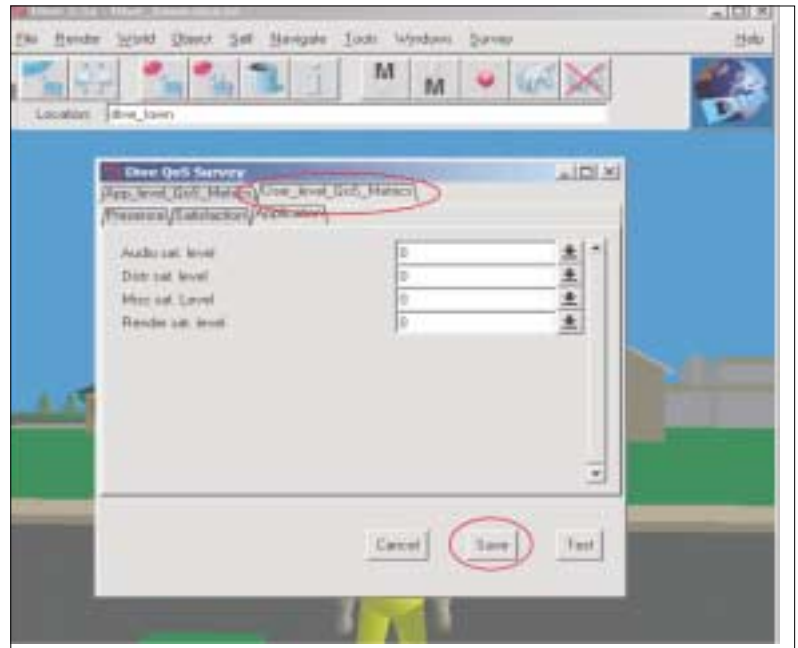 File Render World Object Self Navigate Tools Windows Survey Help
M M
Location: dive_town
Dive QoS Survey
App_level_QoS_Metrics User_level_QoS_Metrics
Presence Satisfaction Application
Audio sat. level 0
Distr sat. level 0
Misc sat. Level 0
Render sat. level 0
Cancel Save Test